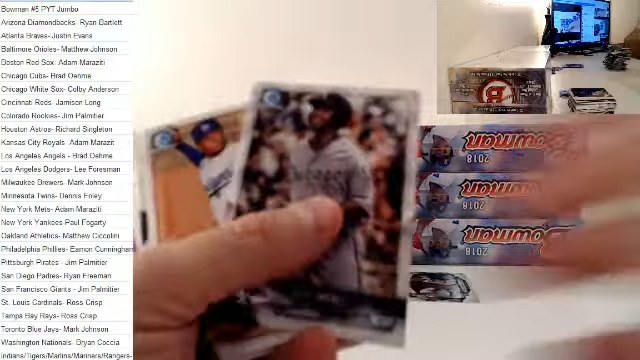 Bowman #5 PYT Jumbo
Arizona Diamondbacks- Ryan Bartlett
Atlanta Braves- Justin Evans
Baltimore Orioles- Matthew Johnson
Boston Red Sox- Adam Maraziti
Chicago Cubs- Brad Oehme
Chicago White Sox- Colby Anderson
Cincinnati Reds- Jamison Long
Colorado Rockies- Jim Palmitier
Houston Astros- Richard Singleton
Kansas City Royals Adam Marazit
Los Angeles Angels - Brad Oehme
Los Angeles Dodgers- Lee Foresman
Milwaukee Brewers- Mark Johnson
Minnesota Twins- Dennis Foley
New York Mets- Adam Maraziti
New York Yankees-Paul Fogarty
Oakland Athletics- Matthew Ciccolini
Philadelphia Phillies- Eamon Cunningham
Pittsburgh Pirates - Jim Palmitier
San Diego Padres- Ryan Freeman
San Francisco Giants - Jim Palmitier
St. Louis Cardinals- Ross Crisp
Tampa Bay Rays- Ross Crisp
Toronto Blue Jays- Mark Johnson
Washington Nationals- Bryan Coccia
Indians/Tigers/Marlins/Mariners/Rangers-
Bowman
2018
Bowman
2018
Bowman
2018